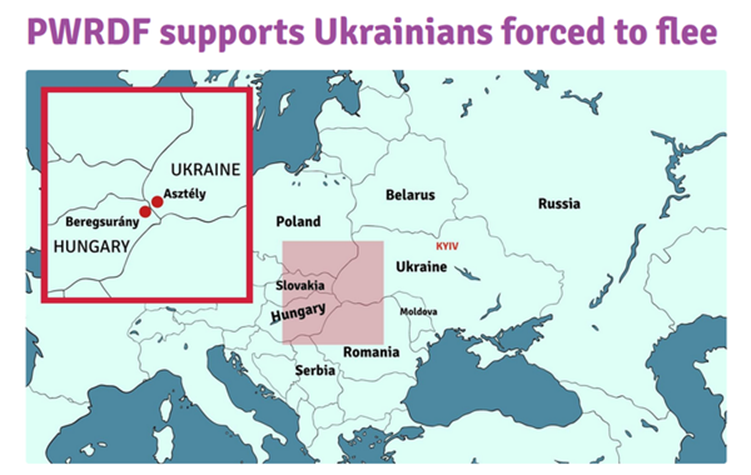 PWRDF supports Ukrainians forced to flee
UKRAINE
Asztély
Beregsurány
HUNGARY
Belarus
Russia
Poland
KYIV
Ukraine
Slovakia
Hungary
Moldova
Romania
Serbia